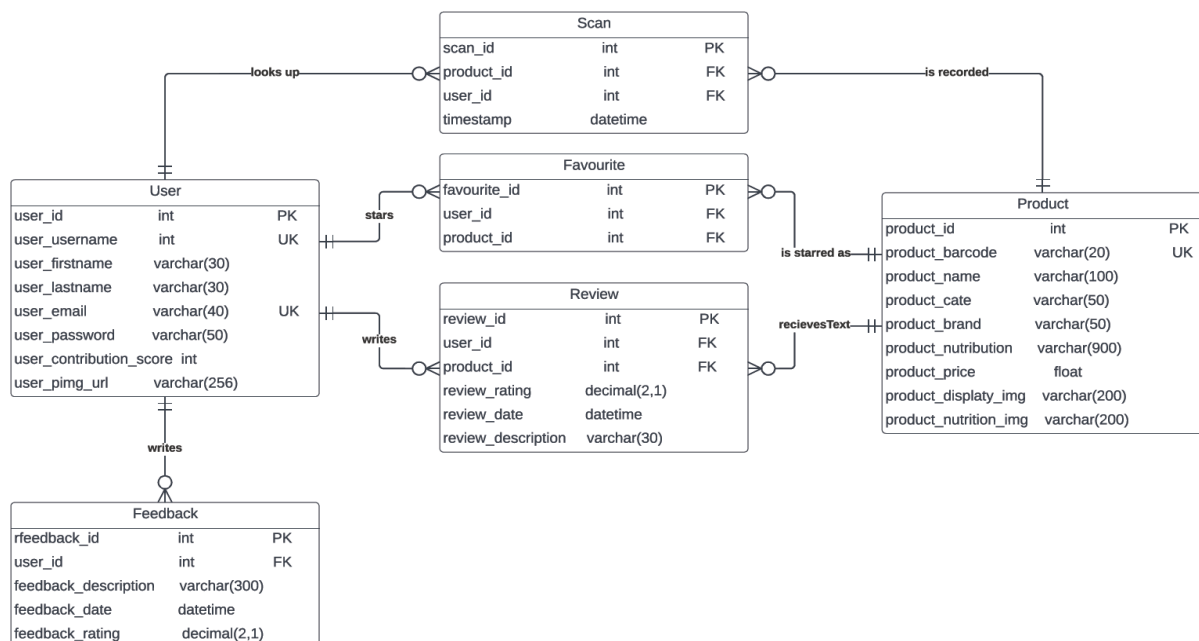 Scan
scan_id int PK
product_id int FK
user_id int FK
timestamp datetime
looks up
is recorded
User
user_id int PK
user_username int UK
user_firstname varchar(30)
user_lastname varchar(30)
user_email varchar(40) UK
user_password varchar(50)
user_contribution_score int
user_pimg_url varchar(256)
stars
Favourite
favourite_id int PK
user_id int FK
product_id int FK
is starred as
Product
product_id int PK
product_barcode varchar(20) UK
product_name varchar(100)
product_cate varchar(50)
product_brand varchar(50)
product_nutribution varchar(900)
product_price float
product_displaty_img varchar(200)
product_nutrition_img varchar(200)
writes
Review
review_id int PK
user_id int FK
product_id int FK
review_rating decimal(2,1)
review_date datetime
review_description varchar(30)
recievesText
writes
Feedback
rfeedback_id int PK
user_id int FK
feedback_description varchar(300)
feedback_date datetime
feedback_rating decimal(2,1)